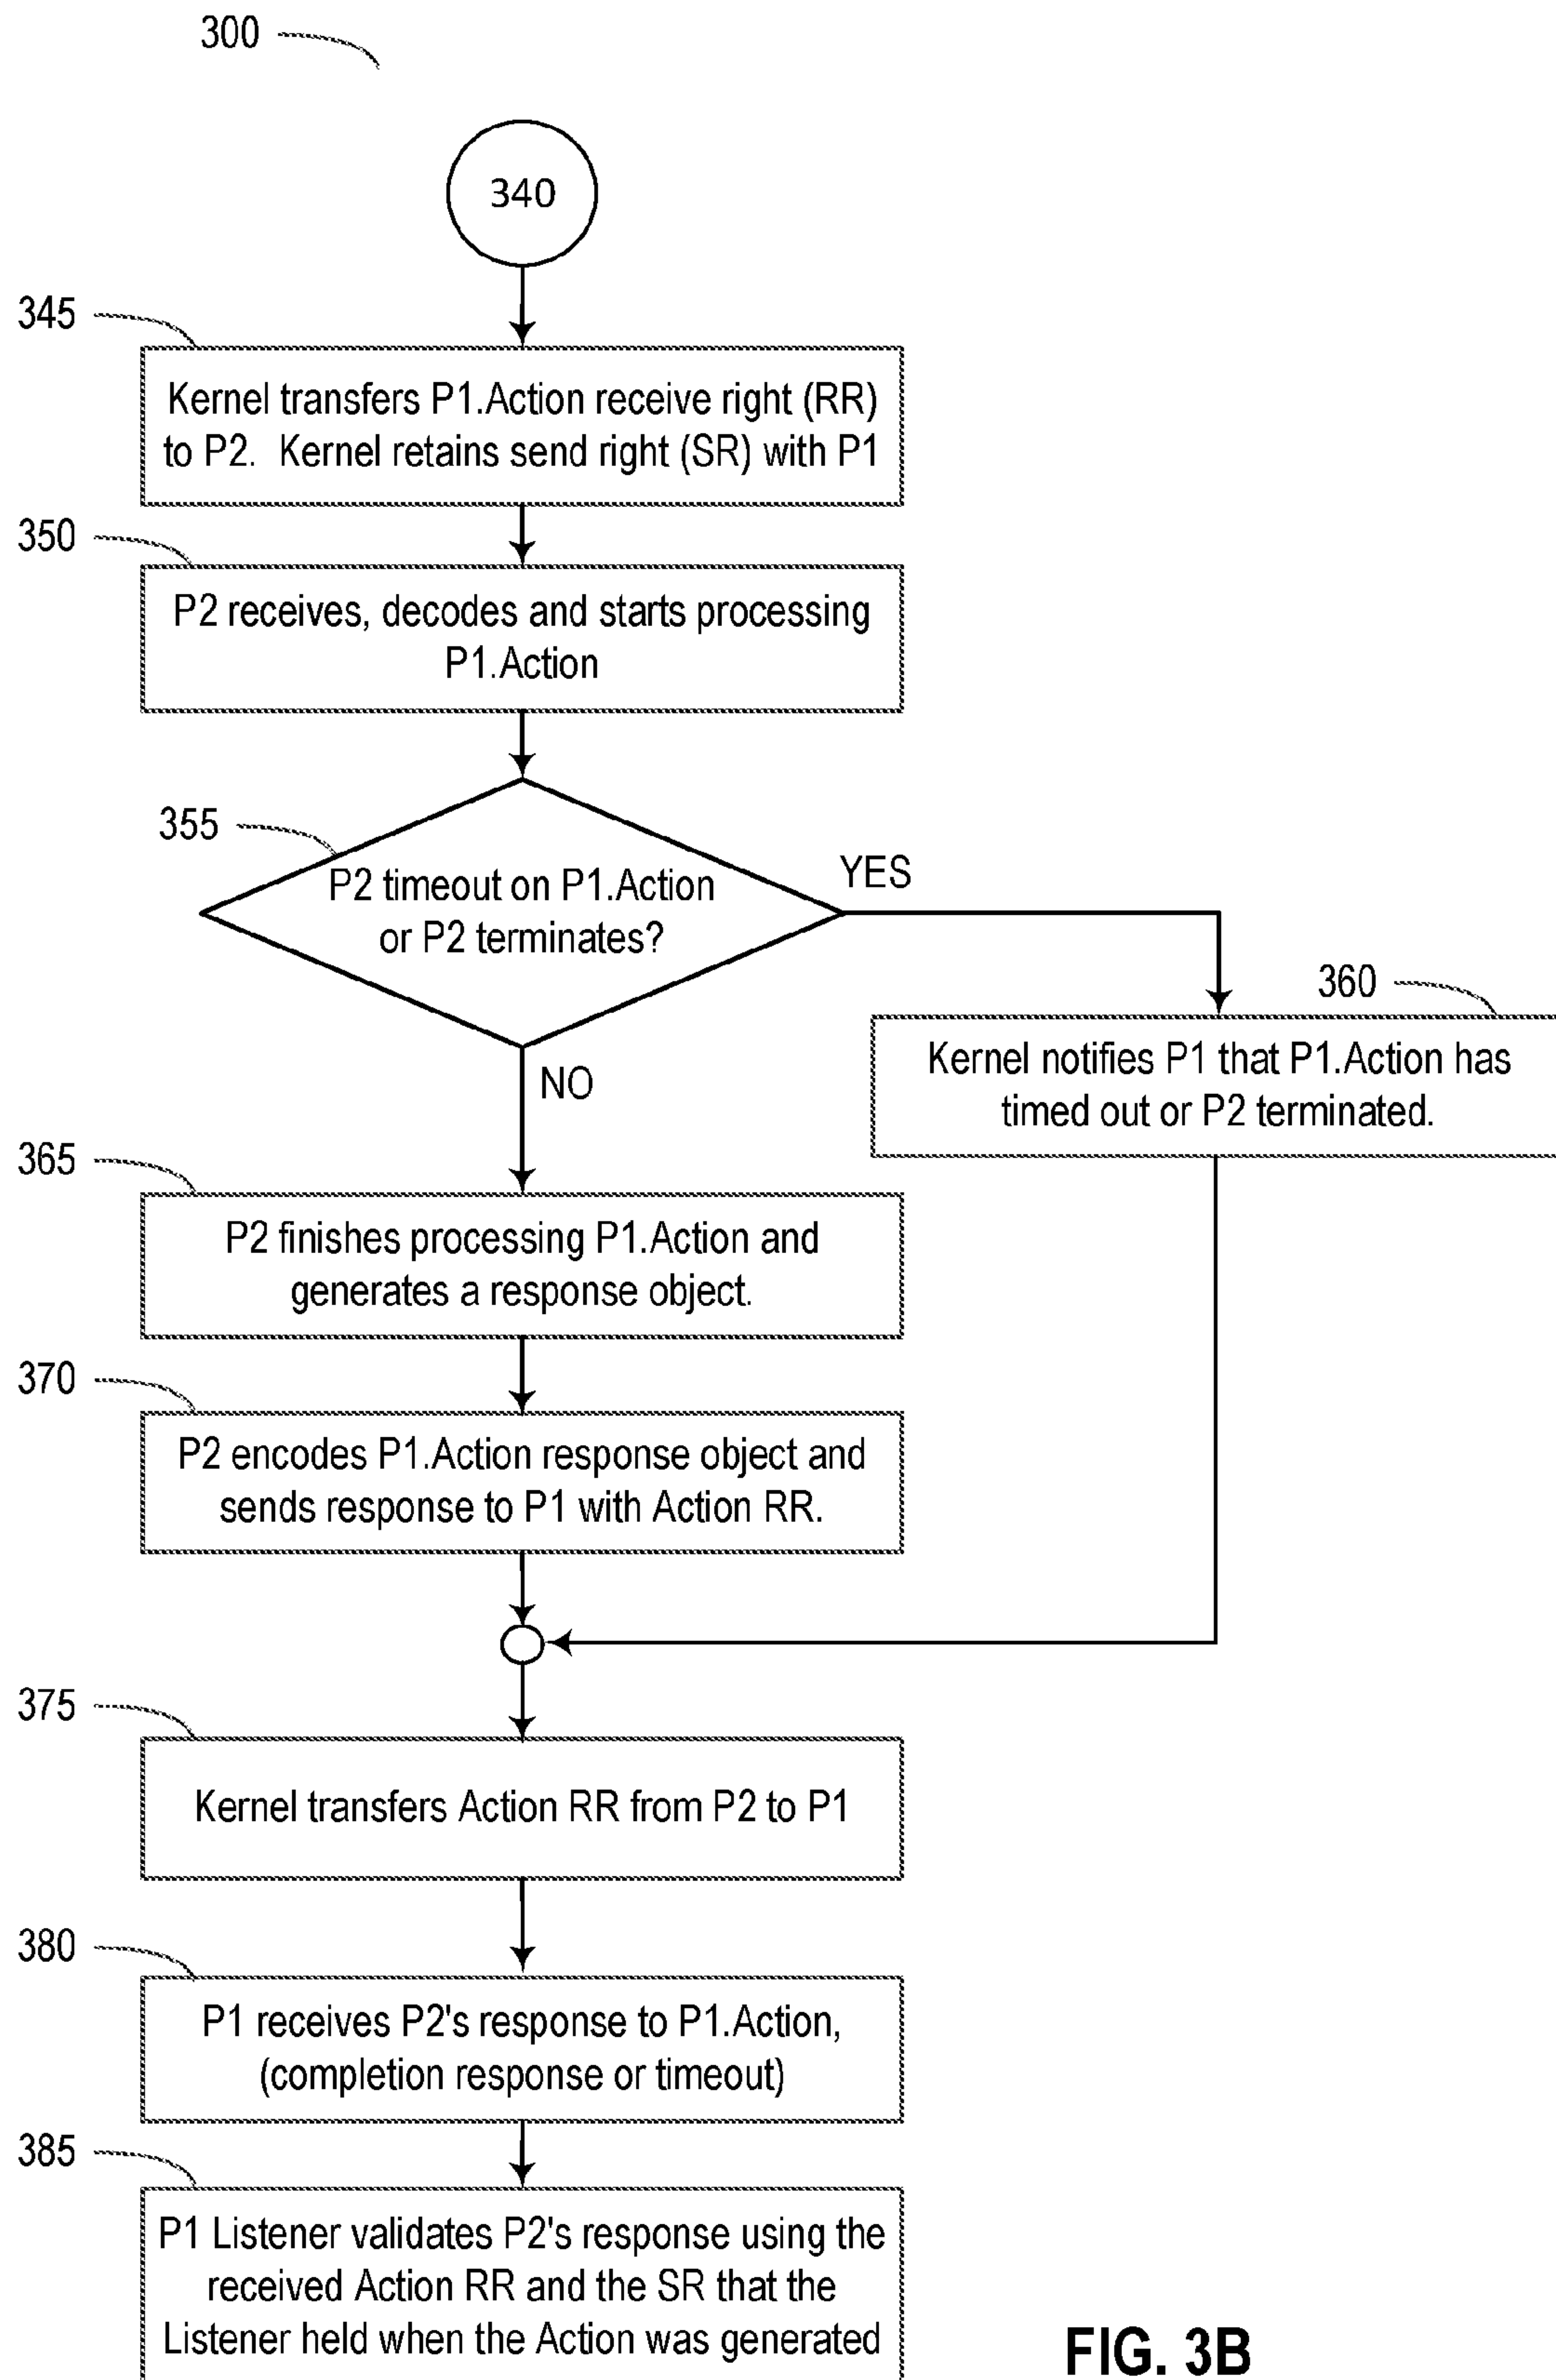 300
340
345
Kernel transfers P1.Action receive right (RR)
to P2. Kernel retains send right (SR) with P1
350
P2 receives, decodes and starts processing
P1.Action
355
P2 timeout on P1.Action
or P2 terminates?
YES
360
Kernel notifies P1 that P1.Action has
timed out or P2 terminated.
NO
365
P2 finishes processing P1.Action and
generates a response object.
370
P2 encodes P1.Action response object and
sends response to P1 with Action RR.
375
Kernel transfers Action RR from P2 to P1
380
P1 receives P2's response to P1.Action,
(completion response or timeout)
385
P1 Listener validates P2's response using the
received Action RR and the SR that the
Listener held when the Action was generated
FIG. 3B